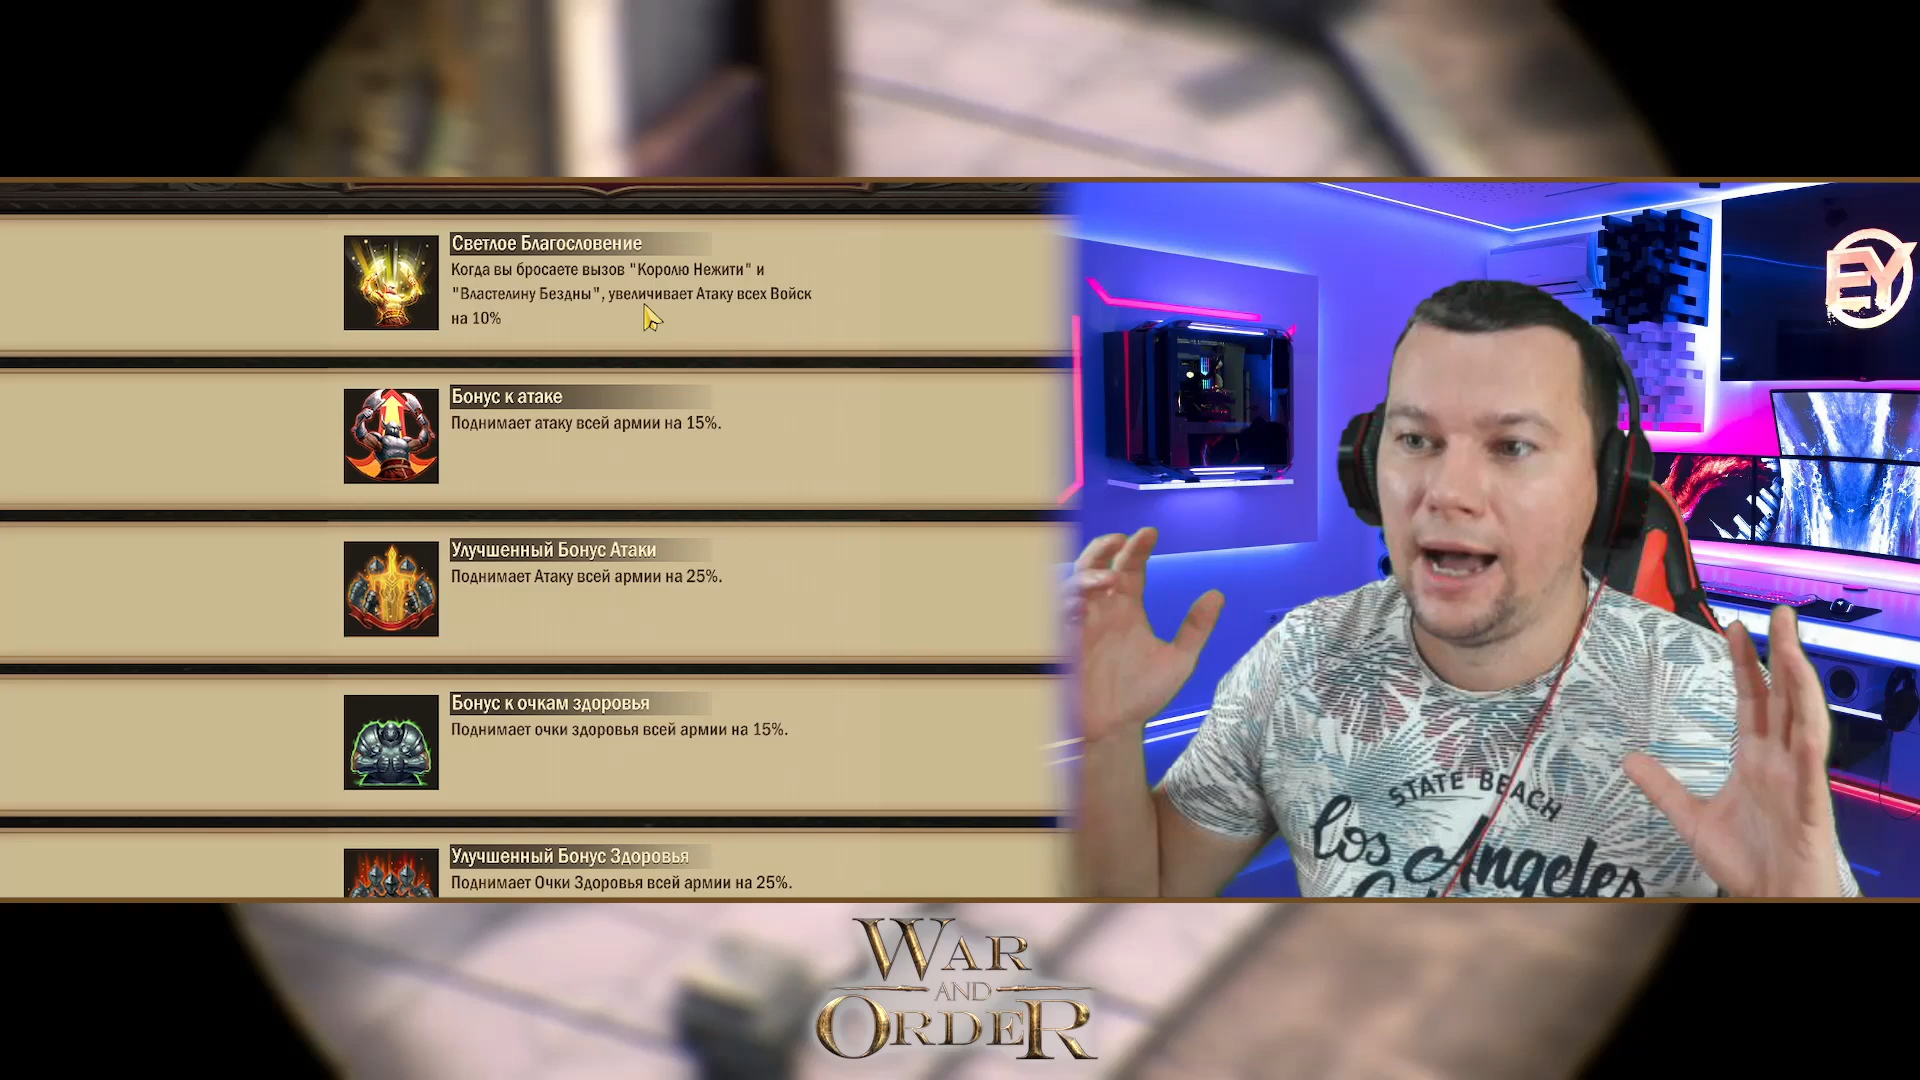 Светлое Благословение
Когда вы бросаете вызов "Королю Нежити" и
"Властелину Бездны", увеличивает Атаку всех Войск
на 10%
Бонус к атаке
Поднимает атаку всей армии на 15%.
Улучшенный Бонус Атаки
Поднимает Атаку всей армии на 25%.
Бонус к очкам здоровья
Поднимает очки здоровья всей армии на 15%.
Улучшенный Бонус Здоровья
Поднимает Очки Здоровья всей армии на 25%.
EY
STATE BEACH
Los Angeles
WAR
AND
ORDER